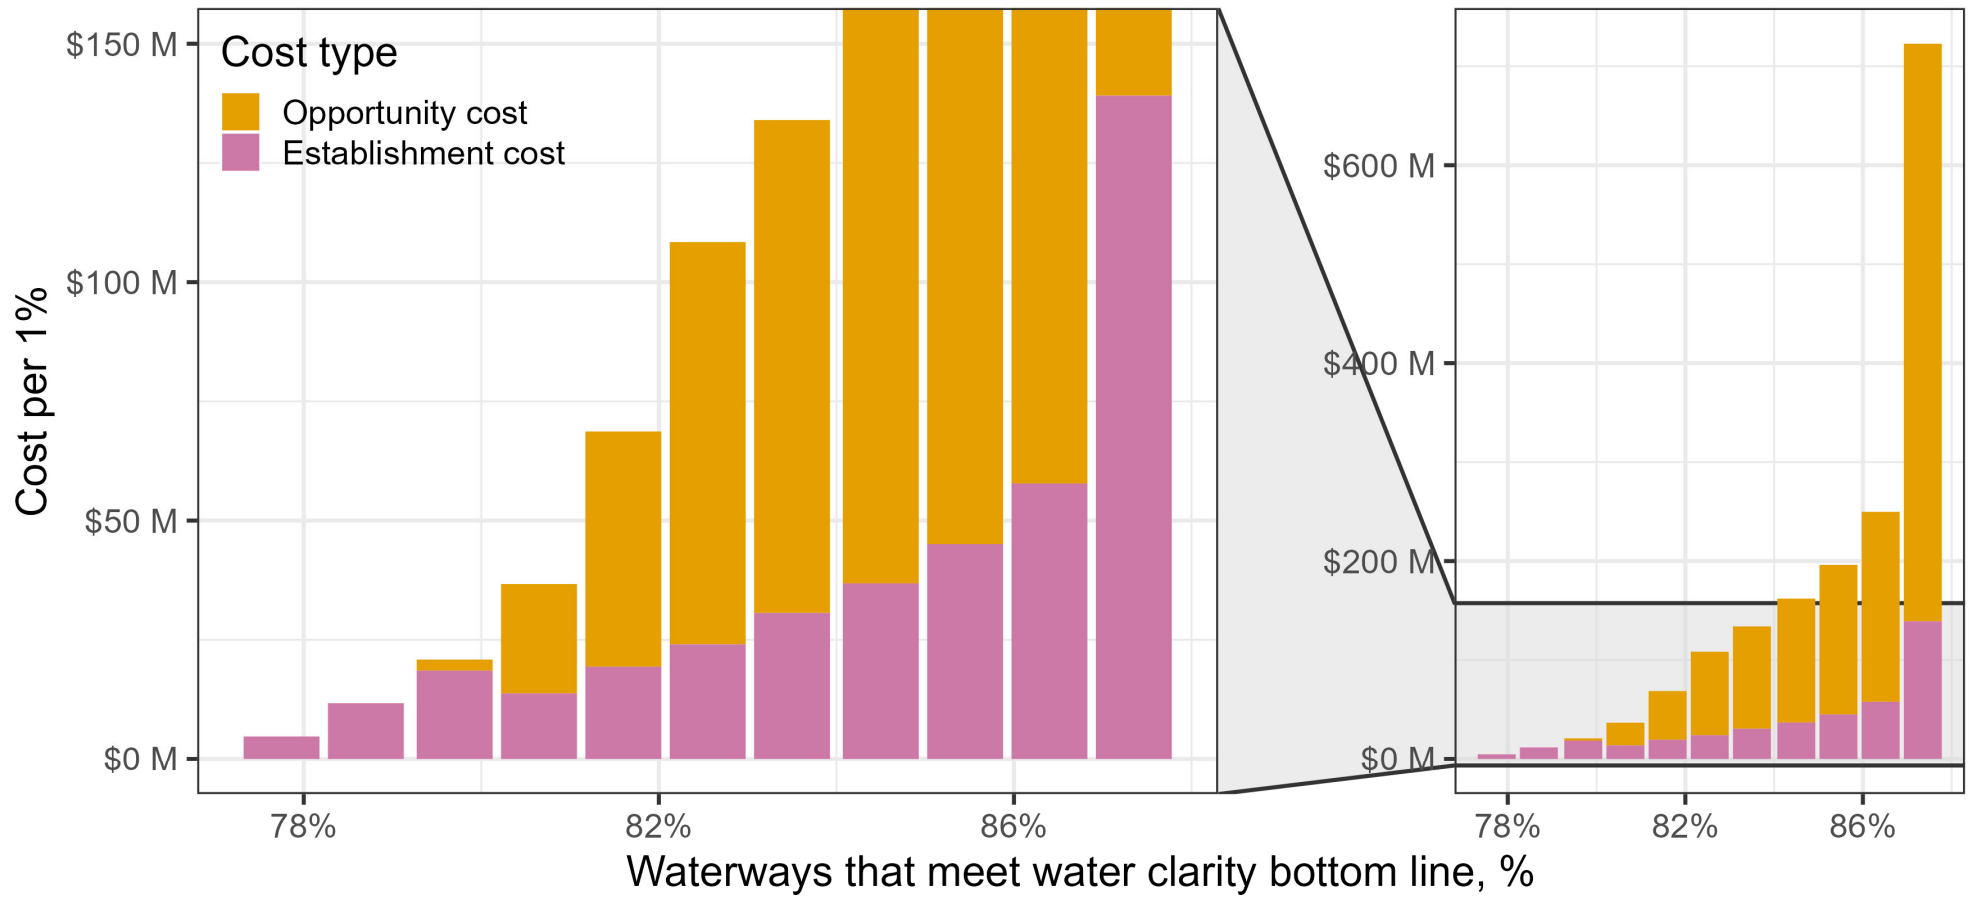 Cost type
Opportunity cost
Establishment cost
Cost per 1%
$150 M
$100 M
$50 M
$0 M
78%
82%
86%
$600 M
$400 M
$200 M
$0 M
78%
82%
86%
Waterways that meet water clarity bottom line, %